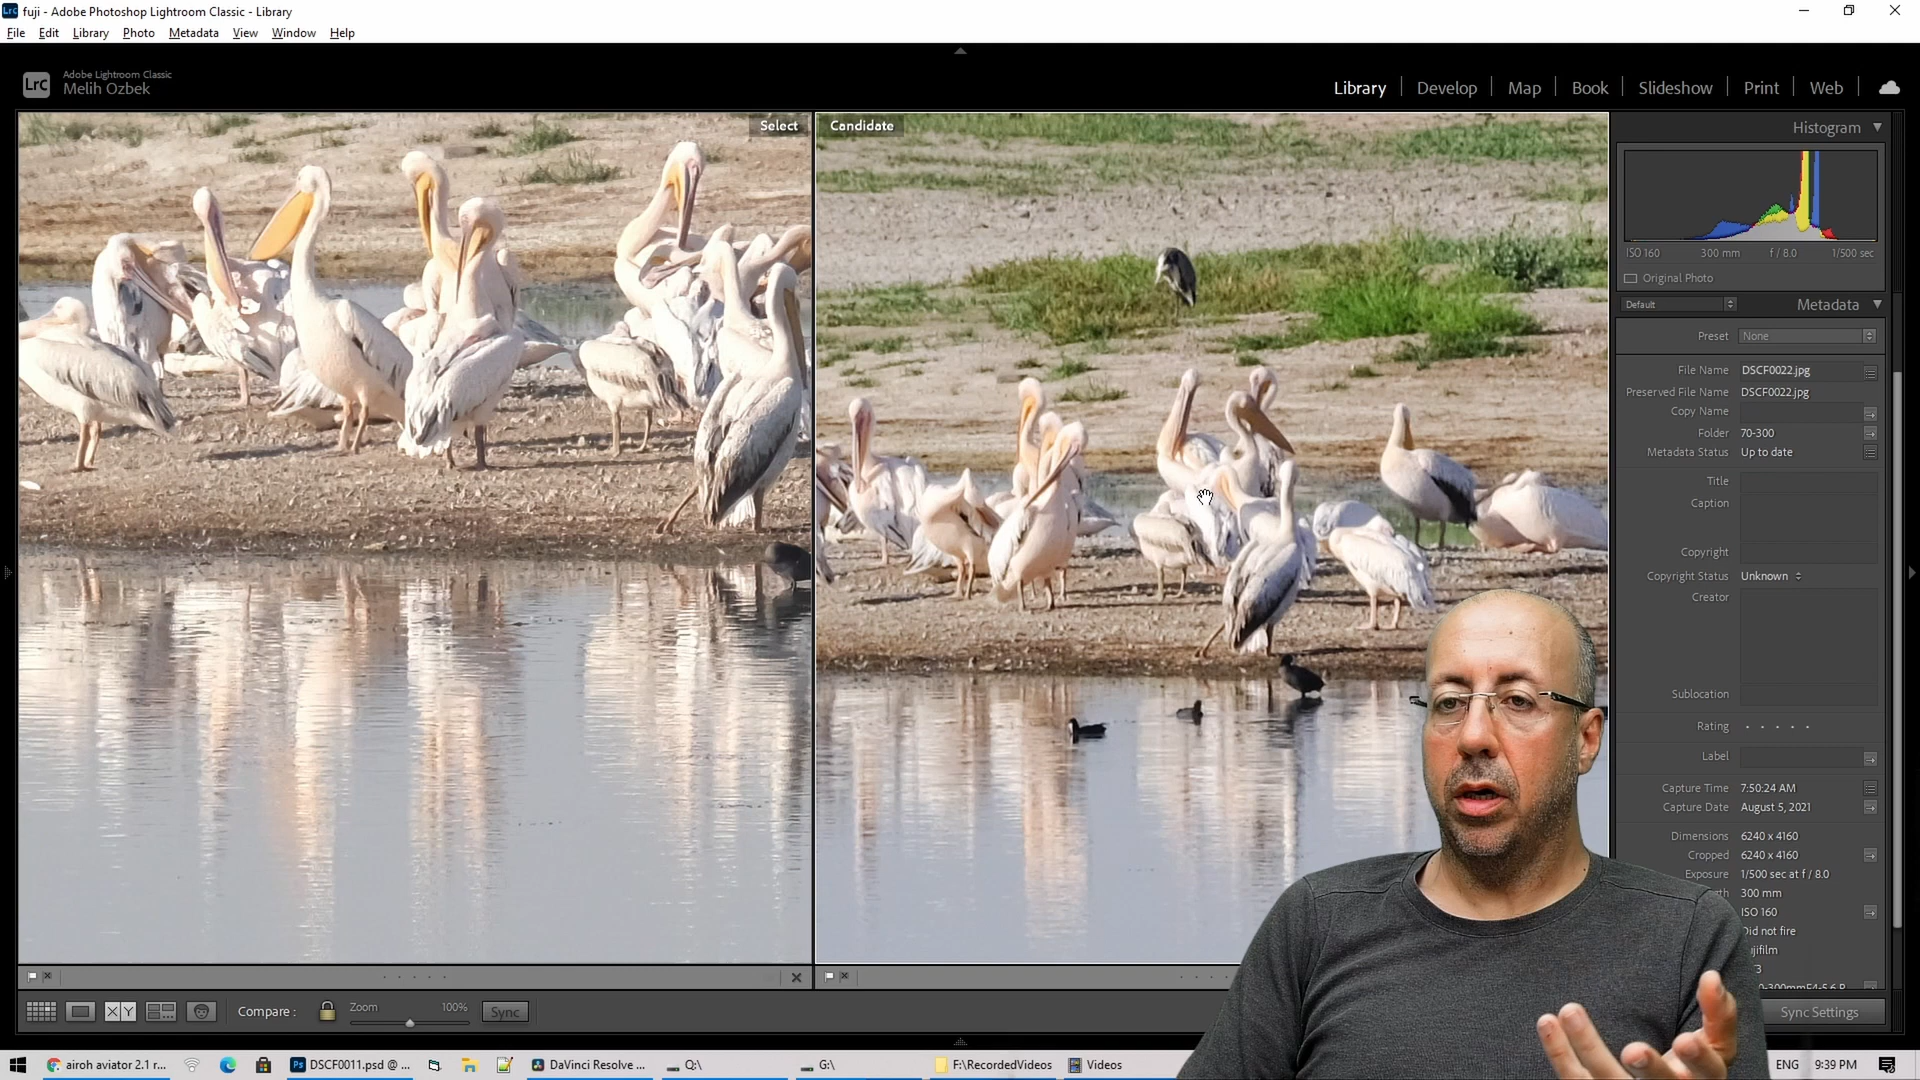 fuji - Adobe Photoshop Lightroom Classic - Library
File Edit Library Photo Metadata View Window Help
Lrc
Adobe Lightroom Classic
Melih Ozbek
Library Develop Map Book Slideshow Print Web
Select
Candidate
Histogram
ISO 160 300 mm f / 8.0 1/500 sec
Original Photo
Default Metadata
Preset None
File Name DSCF0022.jpg
Preserved File Name DSCF0022.jpg
Copy Name
Folder 70-300
Metadata Status Up to date
Title
Caption
Copyright
Copyright Status Unknown
Creator
Sublocation
Rating
Label
Capture Time 7:50:24 AM
Capture Date August 5, 2021
Dimensions 6240 x 4160
Cropped 6240 x 4160
Exposure 1/500 sec at f / 8.0
300 mm
ISO 160
Did not fire
XY Compare : Zoom 100% Sync
Sync Settings
airoh aviator 2.1 r... DSCF0011.psd @ ... DaVinci Resolve ... Q:\ G:\ F:\RecordedVideos Videos ENG 9:39 PM